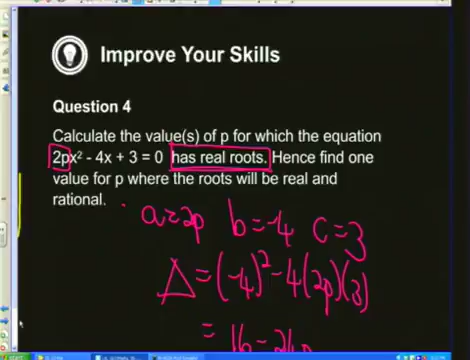 Improve Your Skills
Question 4
Calculate the value(s) of p for which the equation
2px² - 4x + 3 = 0 has real roots. Hence find one
value for p where the roots will be real and
rational.
a=2p b=-4 c=3
Δ = (-4)² - 4(2p)(3)
= 16 - 24p